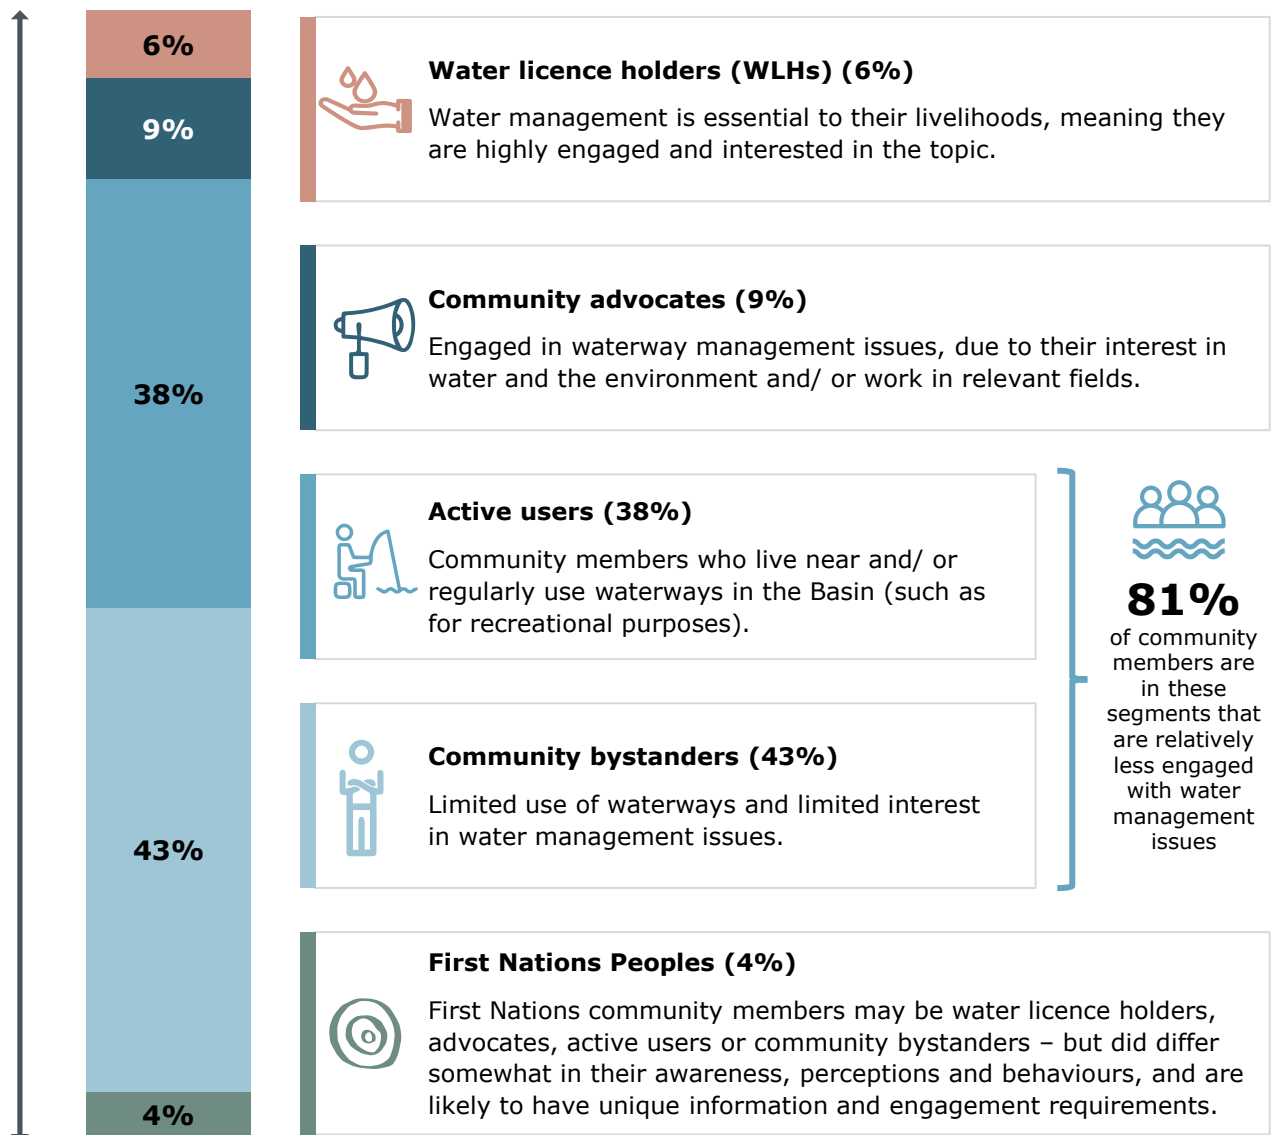 6%
9%
38%
43%
4%
Water licence holders (WLHs) (6%)
Water management is essential to their livelihoods, meaning they
are highly engaged and interested in the topic.
Community advocates (9%)
Engaged in waterway management issues, due to their interest in
water and the environment and/ or work in relevant fields.
Active users (38%)
Community members who live near and/ or
regularly use waterways in the Basin (such as
for recreational purposes).
Community bystanders (43%)
Limited use of waterways and limited interest
in water management issues.
81%
of community
members are
in these
segments that
are relatively
less engaged
with water
management
issues
First Nations Peoples (4%)
First Nations community members may be water licence holders,
advocates, active users or community bystanders – but did differ
somewhat in their awareness, perceptions and behaviours, and are
likely to have unique information and engagement requirements.